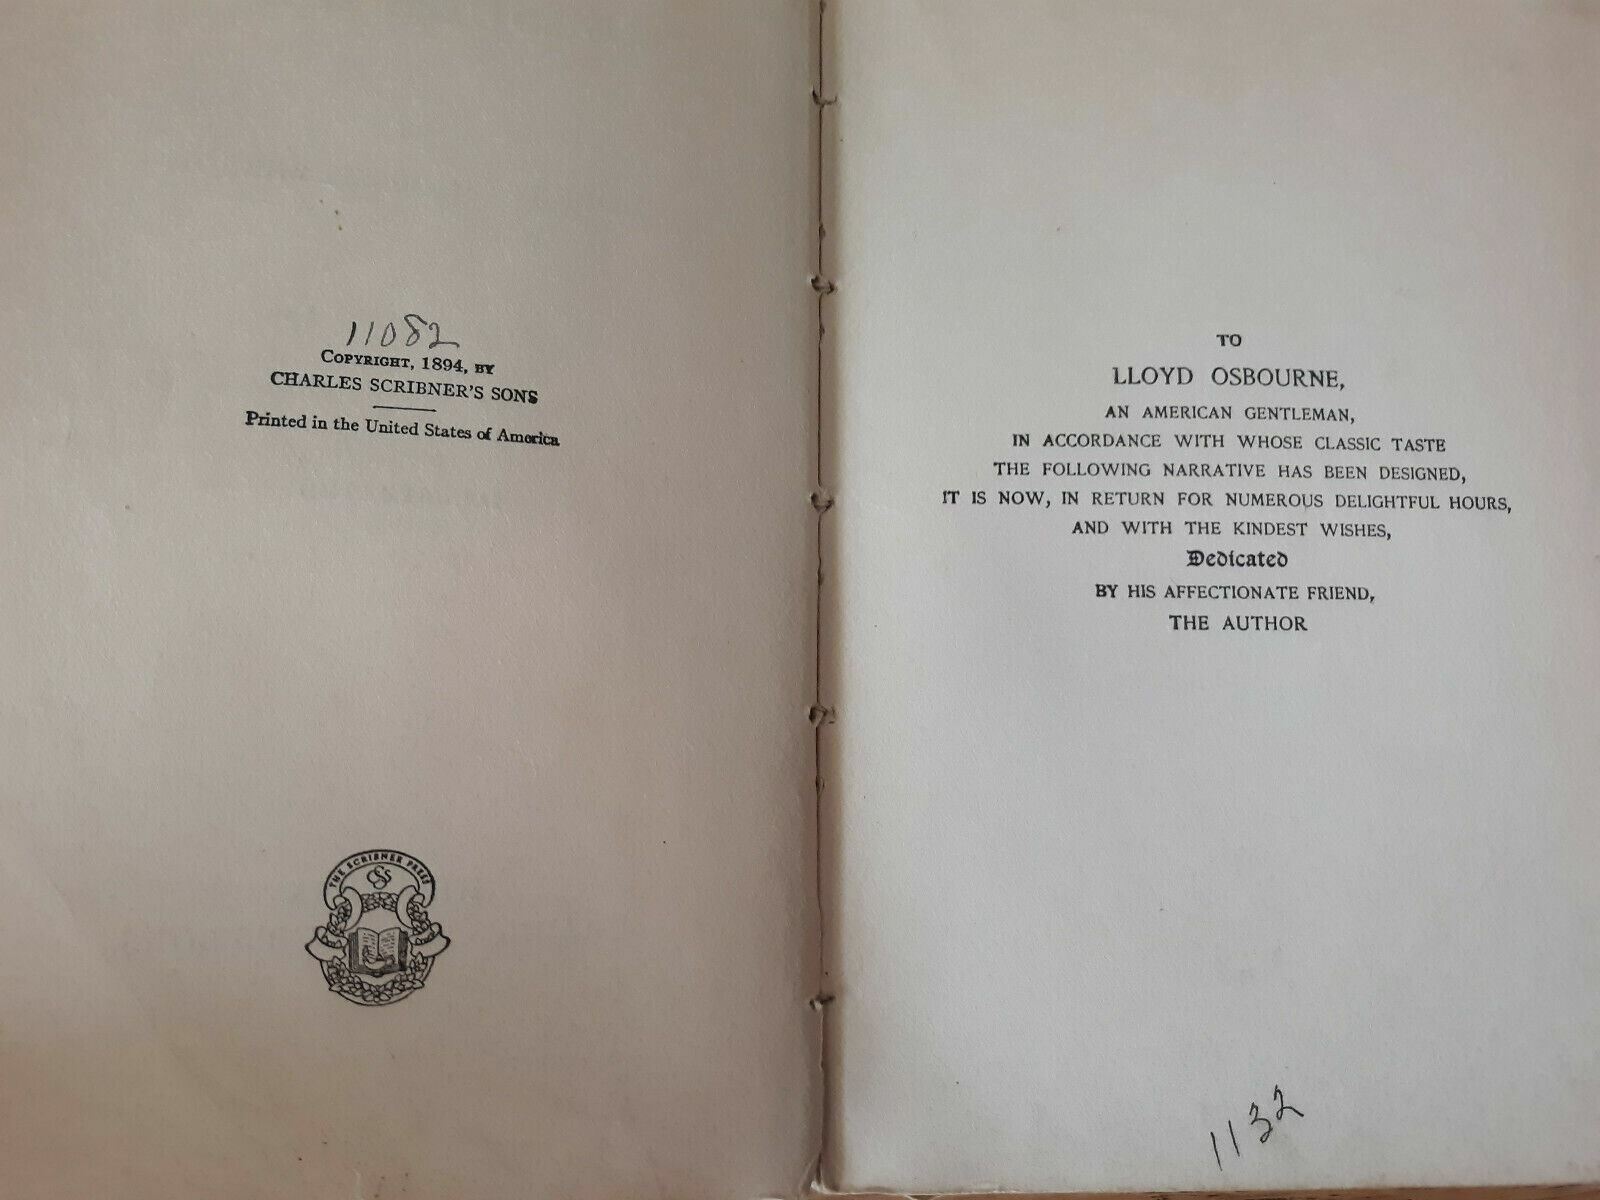 11082
COPYRIGHT, 1894, BY
CHARLES SCRIBNER'S SONS
Printed in the United States of America
THE SCRIBNER PRESS
CSS
TO
LLOYD OSBOURNE,
AN AMERICAN GENTLEMAN,
IN ACCORDANCE WITH WHOSE CLASSIC TASTE
THE FOLLOWING NARRATIVE HAS BEEN DESIGNED,
IT IS NOW, IN RETURN FOR NUMEROUS DELIGHTFUL HOURS,
AND WITH THE KINDEST WISHES,
Dedicated
BY HIS AFFECTIONATE FRIEND,
THE AUTHOR
1132